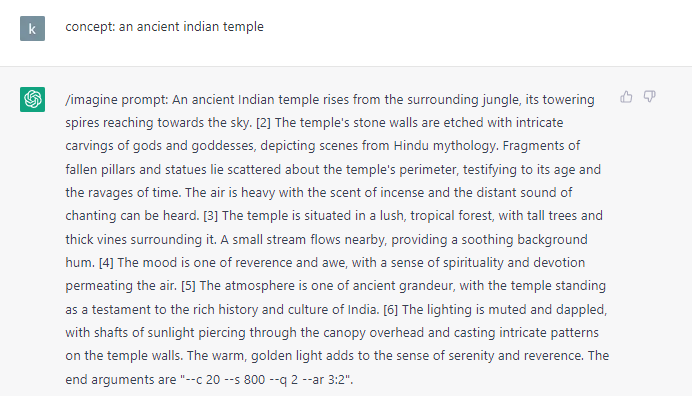 k
concept: an ancient indian temple
/imagine prompt: An ancient Indian temple rises from the surrounding jungle, its towering
spires reaching towards the sky. [2] The temple's stone walls are etched with intricate
carvings of gods and goddesses, depicting scenes from Hindu mythology. Fragments of
fallen pillars and statues lie scattered about the temple's perimeter, testifying to its age and
the ravages of time. The air is heavy with the scent of incense and the distant sound of
chanting can be heard. [3] The temple is situated in a lush, tropical forest, with tall trees and
thick vines surrounding it. A small stream flows nearby, providing a soothing background
hum. [4] The mood is one of reverence and awe, with a sense of spirituality and devotion
permeating the air. [5] The atmosphere is one of ancient grandeur, with the temple standing
as a testament to the rich history and culture of India. [6] The lighting is muted and dappled,
with shafts of sunlight piercing through the canopy overhead and casting intricate patterns
on the temple walls. The warm, golden light adds to the sense of serenity and reverence. The
end arguments are "--c 20 --s 800 --q 2 --ar 3:2".